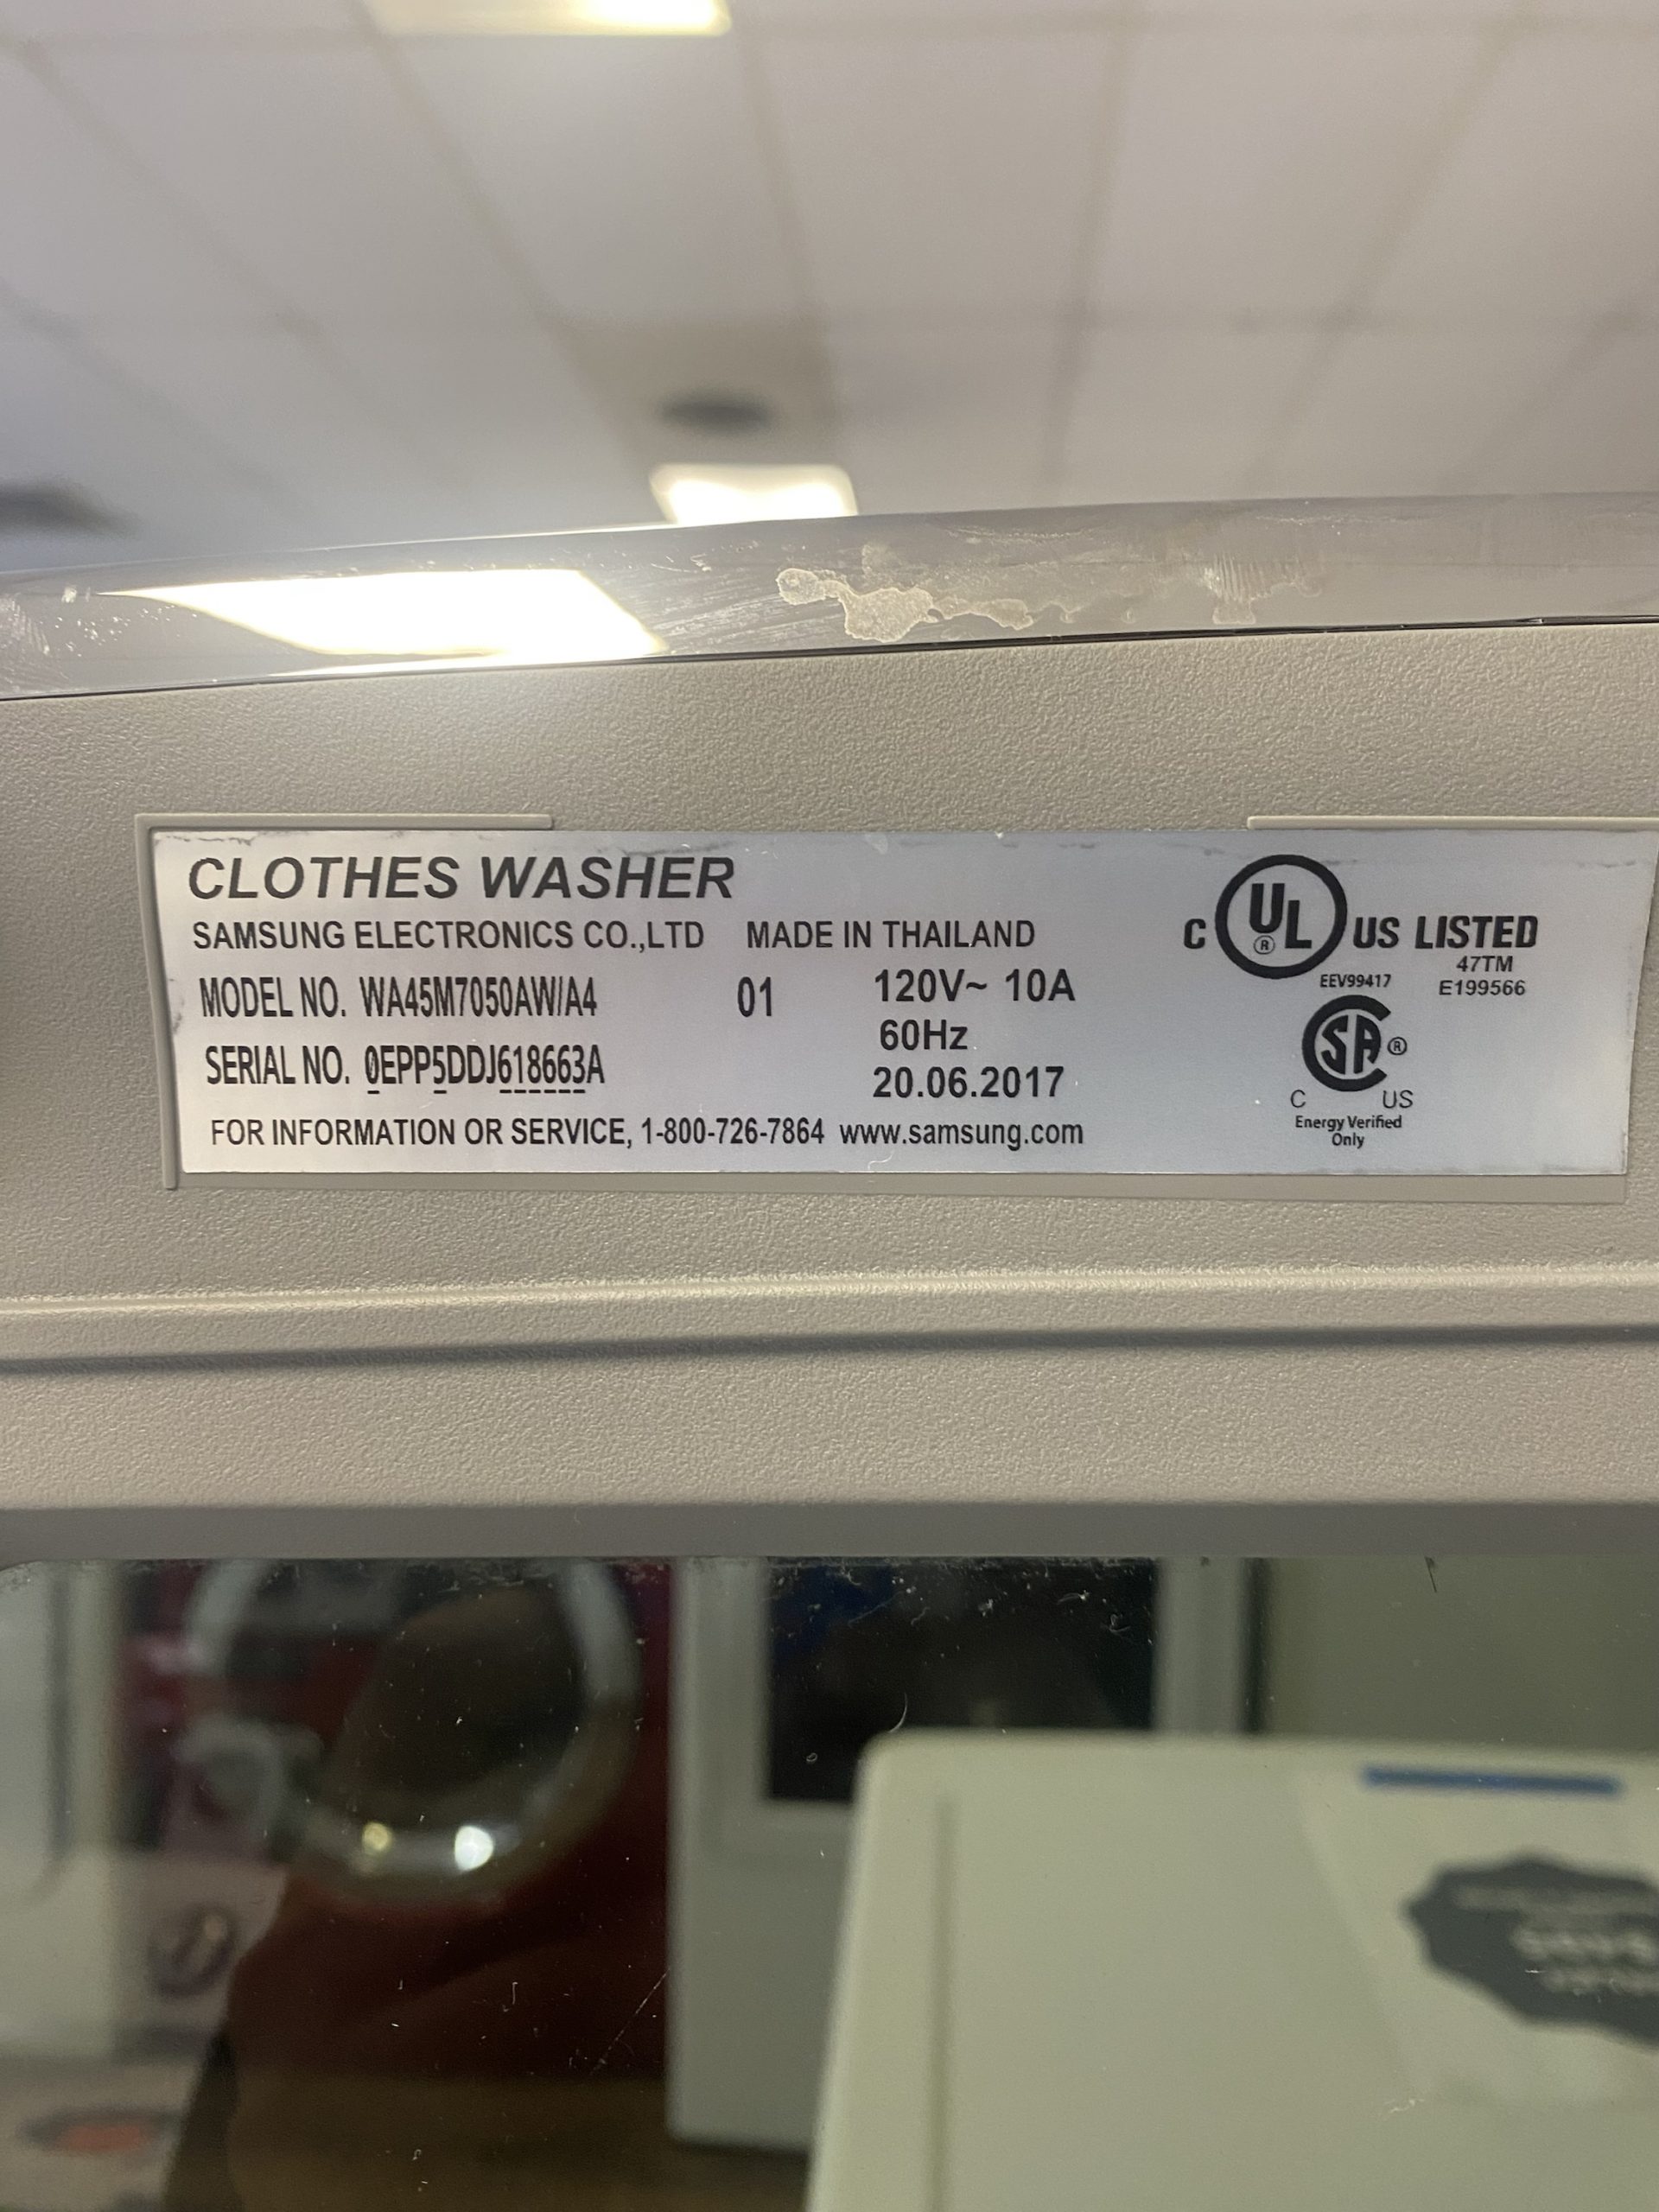 CLOTHES WASHER
SAMSUNG ELECTRONICS CO.,LTD MADE IN THAILAND
MODEL NO. WA45M7050AW/A4 01 120V~ 10A
60Hz
SERIAL NO. 0EPP5DDJ618663A 20.06.2017
FOR INFORMATION OR SERVICE, 1-800-726-7864 www.samsung.com
C UL ® US LISTED
47TM
EEV99417 E199566
SA ®
C US
Energy Verified
Only